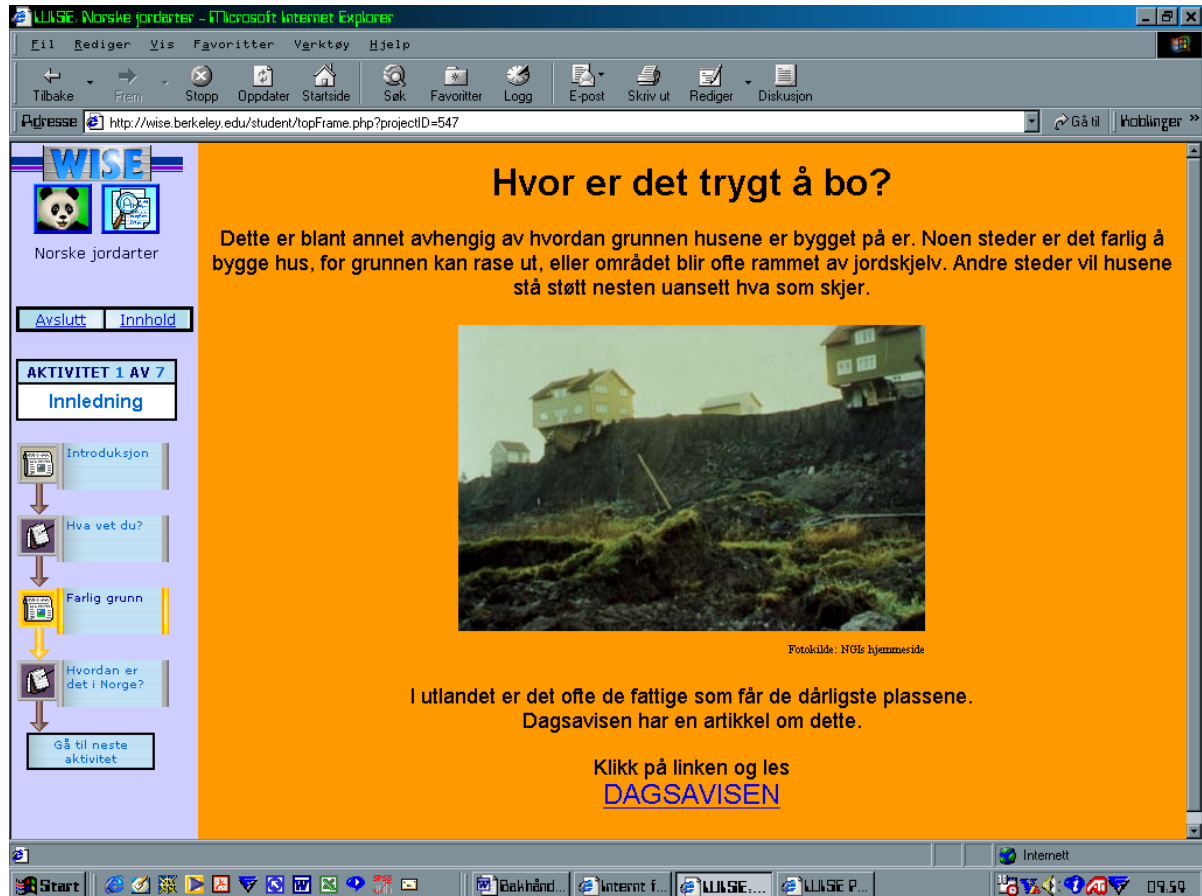 WISE: Norske jordarter - Microsoft Internet Explorer
Fil Rediger Vis Favoritter Verktøy Hjelp
Tilbake Frem Stopp Oppdater Startside Søk Favoritter Logg E-post Skriv ut Rediger Diskusjon
Adresse http://wise.berkeley.edu/student/topFrame.php?projectID=547 Gå til Koblinger »
WISE
Norske jordarter
Avslutt Innhold
AKTIVITET 1 AV 7
Innledning
Introduksjon
Hva vet du?
Farlig grunn
Hvordan er
det i Norge?
Gå til neste
aktivitet
Hvor er det trygt å bo?
Dette er blant annet avhengig av hvordan grunnen husene er bygget på er. Noen steder er det farlig å
bygge hus, for grunnen kan rase ut, eller området blir ofte rammet av jordskjelv. Andre steder vil husene
stå støtt nesten uansett hva som skjer.
Fotokilde: NGIs hjemmeside
I utlandet er det ofte de fattige som får de dårligste plassene.
Dagsavisen har en artikkel om dette.
Klikk på linken og les
DAGSAVISEN
Internett
Start Bakhånd... Internt f... WISE:... WISE P... 09:59